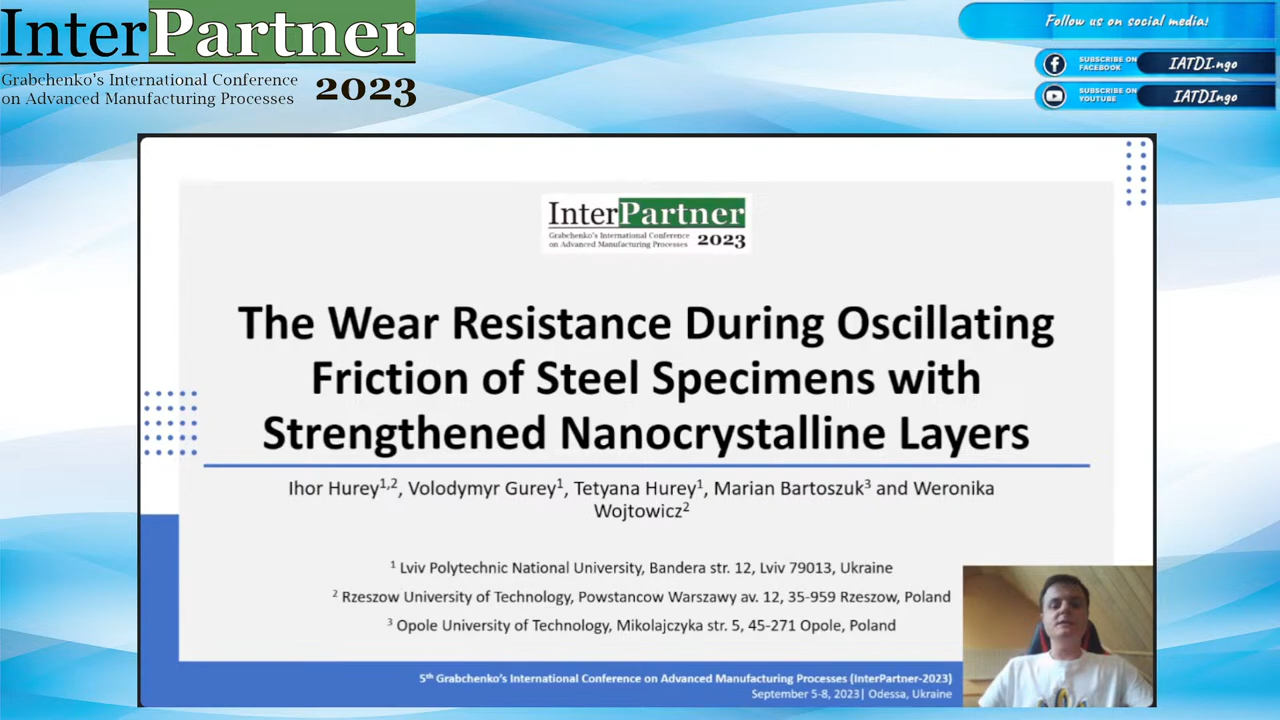 InterPartner
Grabchenko's International Conference
on Advanced Manufacturing Processes
2023
Follow us on social media!
SUBSCRIBE ON
FACEBOOK
IATDI.ngo
SUBSCRIBE ON
YOUTUBE
IATDIngo
InterPartner
Grabchenko's International Conference
on Advanced Manufacturing Processes
2023
The Wear Resistance During Oscillating
Friction of Steel Specimens with
Strengthened Nanocrystalline Layers
Ihor Hurey1,2, Volodymyr Gurey1, Tetyana Hurey1, Marian Bartoszuk3 and Weronika
Wojtowicz2
1 Lviv Polytechnic National University, Bandera str. 12, Lviv 79013, Ukraine
2 Rzeszow University of Technology, Powstancow Warszawy av. 12, 35-959 Rzeszow, Poland
3 Opole University of Technology, Mikolajczyka str. 5, 45-271 Opole, Poland
5th Grabchenko's International Conference on Advanced Manufacturing Processes (InterPartner-2023)
September 5-8, 2023| Odessa, Ukraine